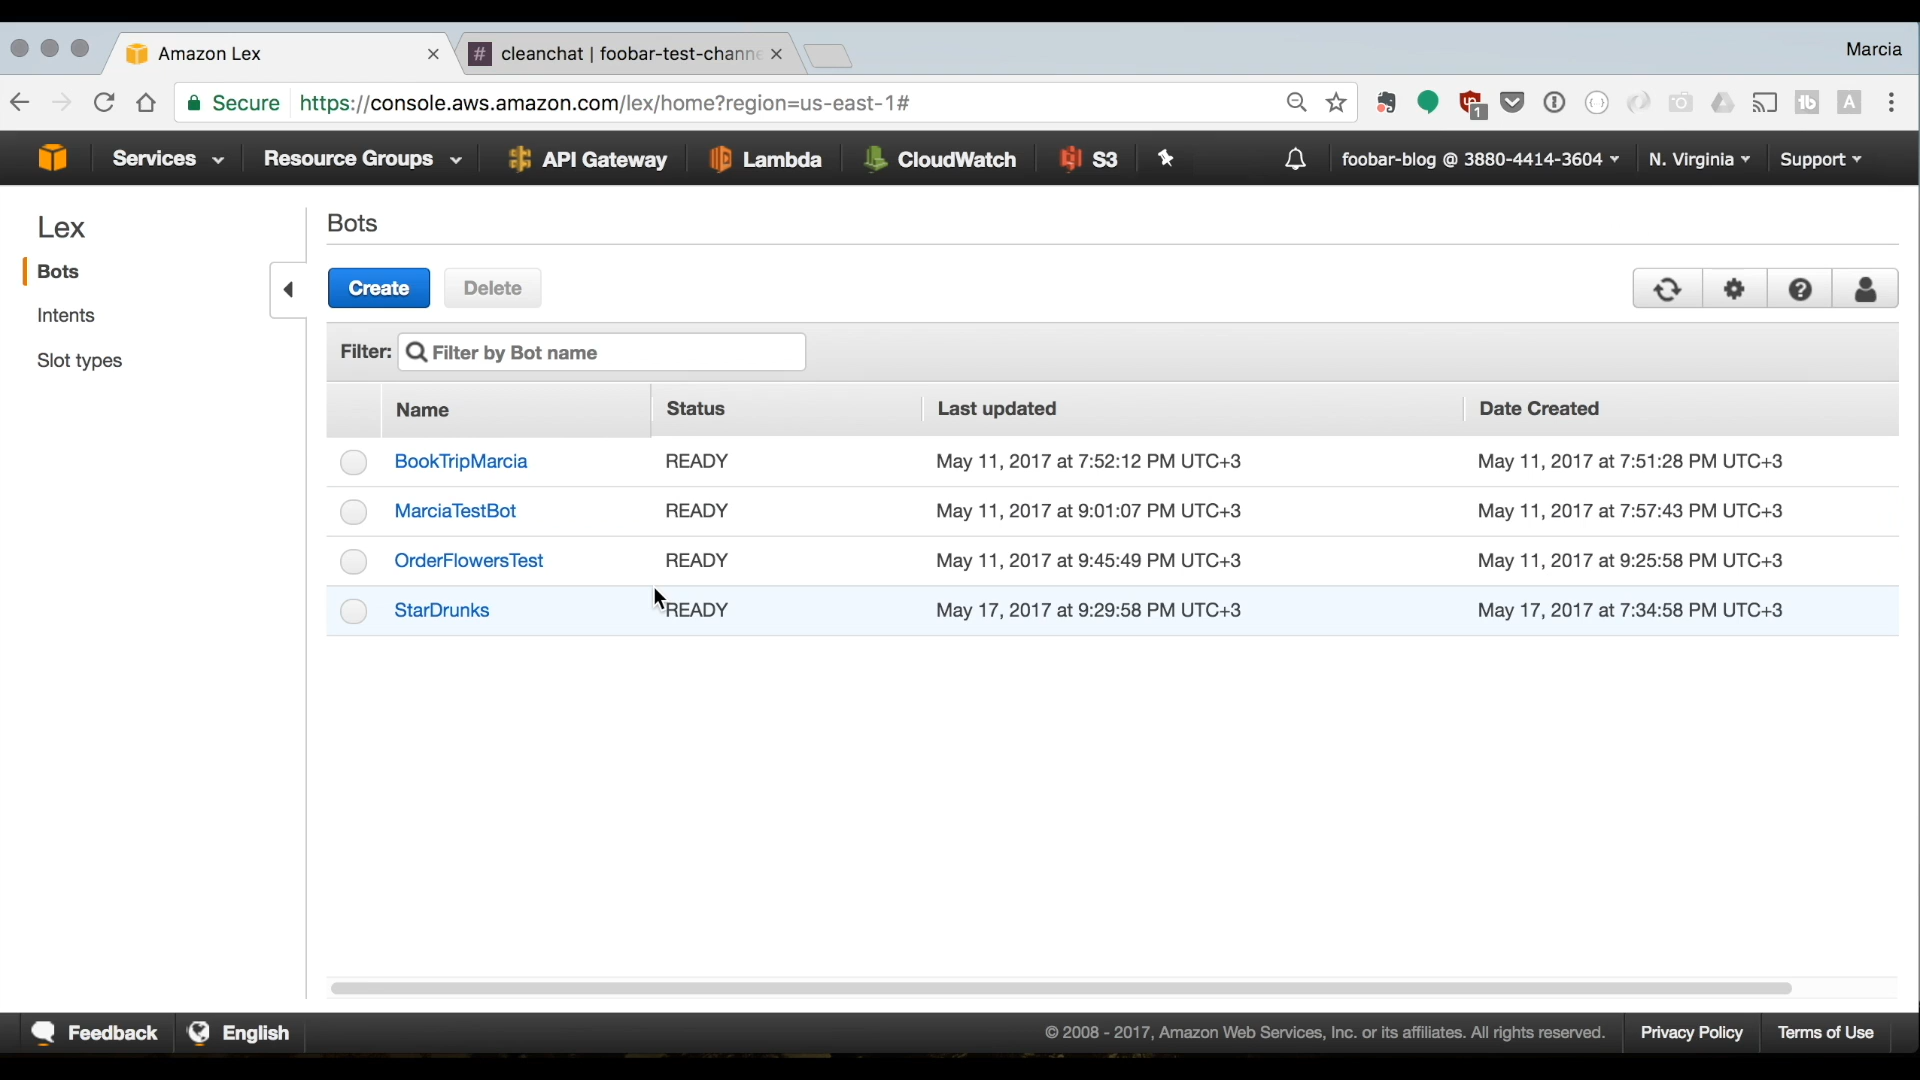 Amazon Lex
cleanchat | foobar-test-channe
Marcia
Secure https://console.aws.amazon.com/lex/home?region=us-east-1#
1
tb
A
Services Resource Groups API Gateway Lambda CloudWatch S3 foobar-blog @ 3880-4414-3604 N. Virginia Support
Lex
Bots
Intents
Slot types
Bots
Create Delete
Filter: Filter by Bot name
Name Status Last updated Date Created
BookTripMarcia READY May 11, 2017 at 7:52:12 PM UTC+3 May 11, 2017 at 7:51:28 PM UTC+3
MarciaTestBot READY May 11, 2017 at 9:01:07 PM UTC+3 May 11, 2017 at 7:57:43 PM UTC+3
OrderFlowersTest READY May 11, 2017 at 9:45:49 PM UTC+3 May 11, 2017 at 9:25:58 PM UTC+3
StarDrunks READY May 17, 2017 at 9:29:58 PM UTC+3 May 17, 2017 at 7:34:58 PM UTC+3
Feedback English © 2008 - 2017, Amazon Web Services, Inc. or its affiliates. All rights reserved. Privacy Policy Terms of Use